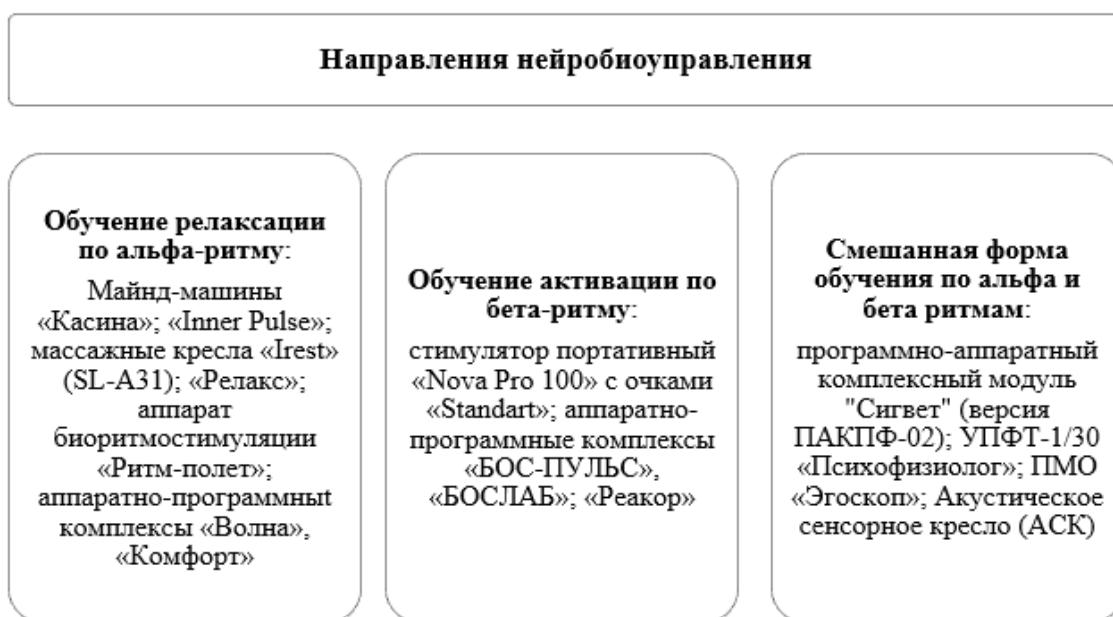 Направления нейробиоуправления
Обучение релаксации
по альфа-ритму:
Майнд-машины
«Касина»; «Inner Pulse»;
массажные кресла «Irest»
(SL-A31); «Релакс»;
аппарат
биоритмостимуляции
«Ритм-полет»;
аппаратно-программныt
комплексы «Волна»,
«Комфорт»
Обучение активации по
бета-ритму:
стимулятор портативный
«Nova Pro 100» с очками
«Standart»; аппаратно-
программные комплексы
«БОС-ПУЛЬС»,
«БОСЛАБ»; «Реакор»
Смешанная форма
обучения по альфа и
бета ритмам:
программно-аппаратный
комплексный модуль
"Сигвет" (версия
ПАКПФ-02); УПФТ-1/30
«Психофизиолог»; ПМО
«Эгоскоп»; Акустическое
сенсорное кресло (АСК)